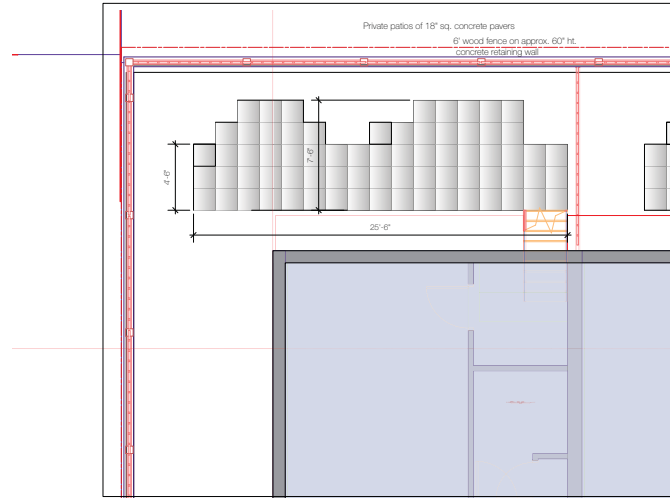 Private patios of 18" sq. concrete pavers
6' wood fence on approx. 60" ht.
concrete retaining wall
7'-6"
4'-6"
25'-6"